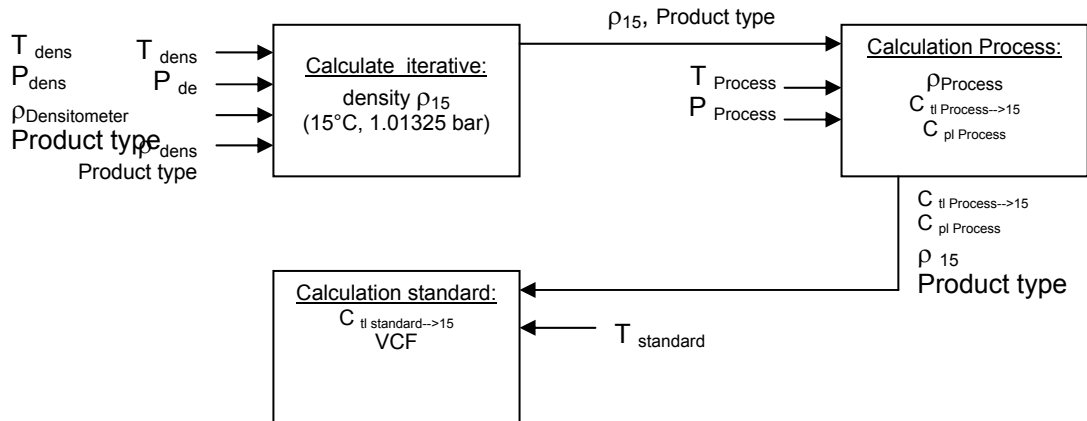 T dens
P dens
ρDensitometer
Product type
T dens
P de
ρ dens
Product type
Calculate iterative:
density ρ15
(15°C, 1.01325 bar)
ρ15, Product type
T Process
P Process
Calculation Process:
ρProcess
C tl Process-->15
C pl Process
C tl Process-->15
C pl Process
ρ 15
Product type
Calculation standard:
C tl standard-->15
VCF
T standard